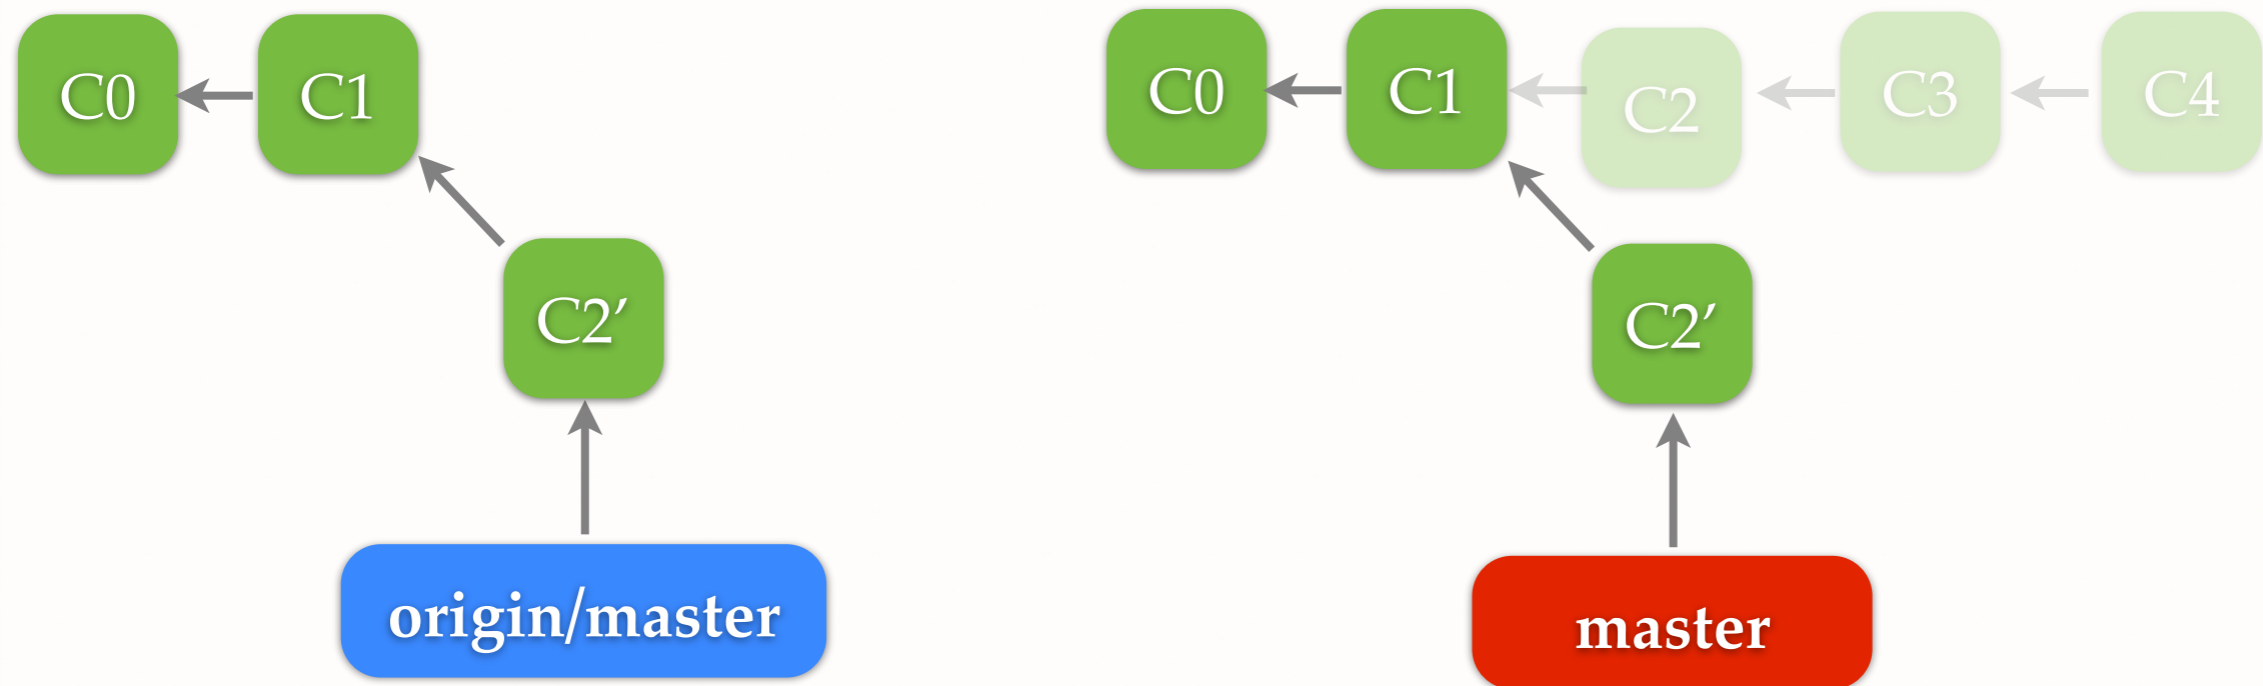 C0
C1
C2’
origin/master
C0
C1
C2
C3
C4
C2’
master